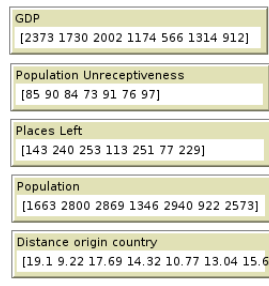 GDP
[2373 1730 2002 1174 566 1314 912]
Population Unreceptiveness
[85 90 84 73 91 76 97]
Places Left
[143 240 253 113 251 77 229]
Population
[1663 2800 2869 1346 2940 922 2573]
Distance origin country
[19.1 9.22 17.69 14.32 10.77 13.04 15.6